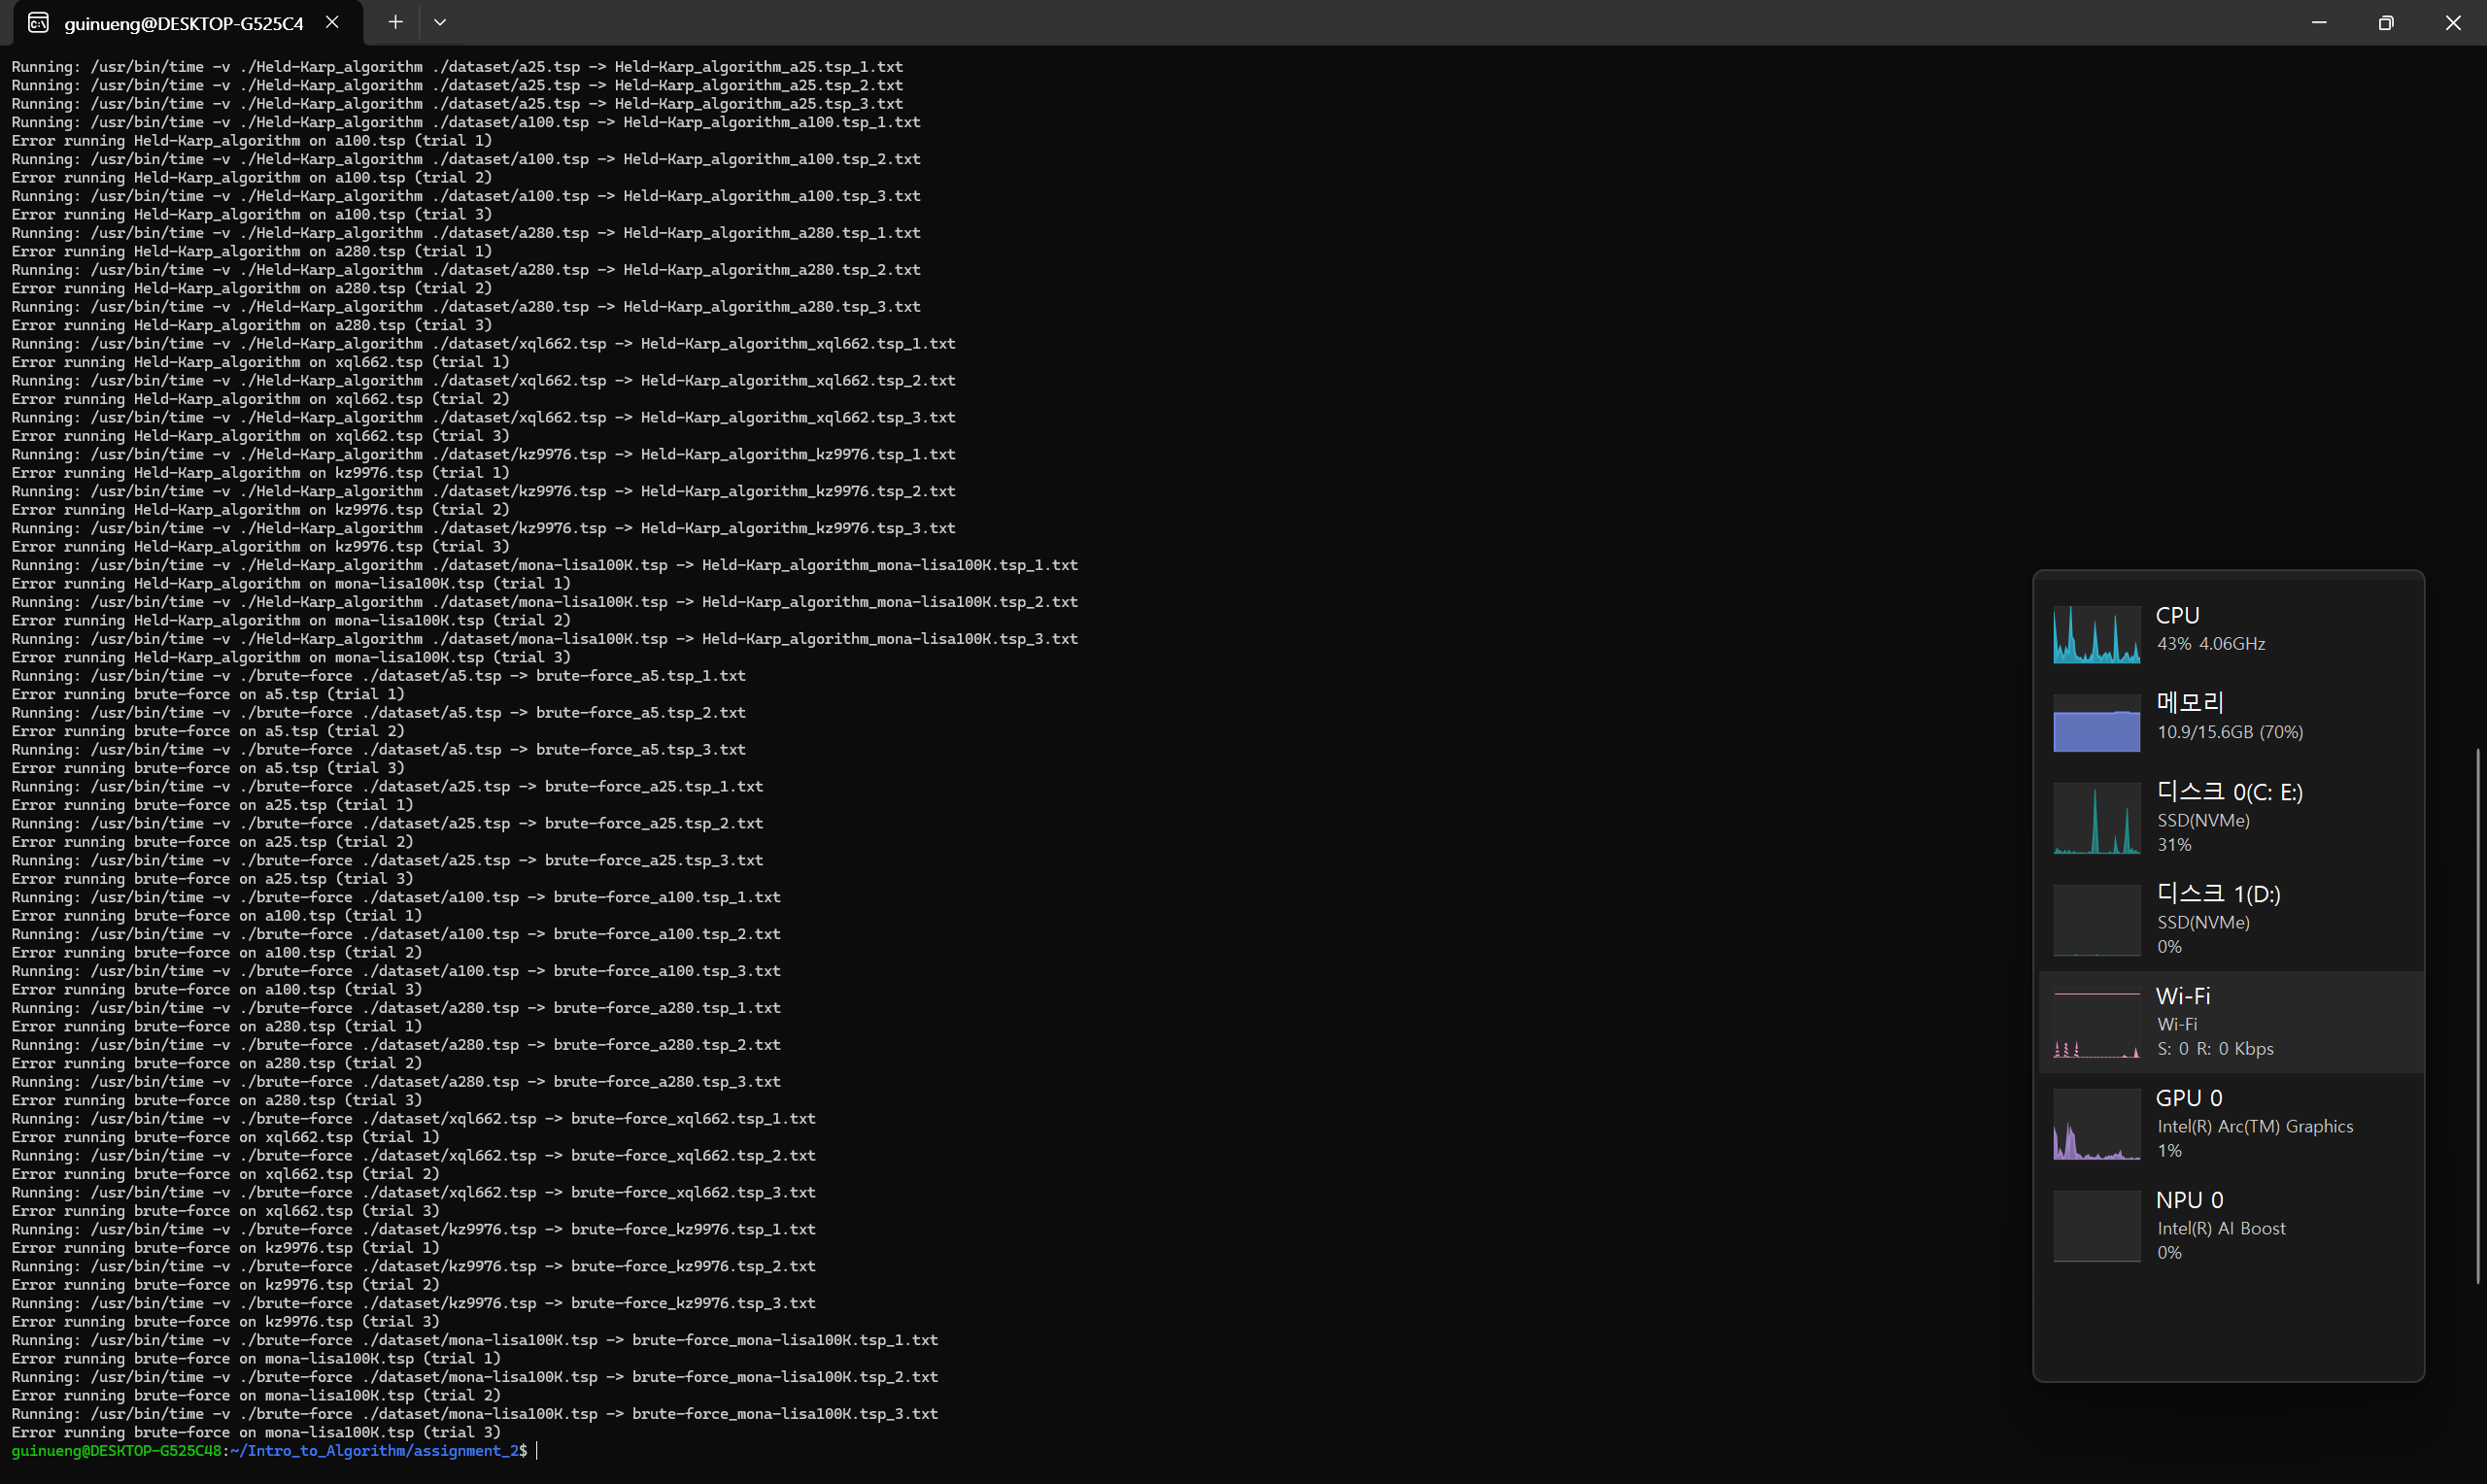 guinueng@DESKTOP-G525C4
Running: /usr/bin/time -v ./Held-Karp_algorithm ./dataset/a25.tsp -> Held-Karp_algorithm_a25.tsp_1.txt
Running: /usr/bin/time -v ./Held-Karp_algorithm ./dataset/a25.tsp -> Held-Karp_algorithm_a25.tsp_2.txt
Running: /usr/bin/time -v ./Held-Karp_algorithm ./dataset/a25.tsp -> Held-Karp_algorithm_a25.tsp_3.txt
Running: /usr/bin/time -v ./Held-Karp_algorithm ./dataset/a100.tsp -> Held-Karp_algorithm_a100.tsp_1.txt
Error running Held-Karp_algorithm on a100.tsp (trial 1)
Running: /usr/bin/time -v ./Held-Karp_algorithm ./dataset/a100.tsp -> Held-Karp_algorithm_a100.tsp_2.txt
Error running Held-Karp_algorithm on a100.tsp (trial 2)
Running: /usr/bin/time -v ./Held-Karp_algorithm ./dataset/a100.tsp -> Held-Karp_algorithm_a100.tsp_3.txt
Error running Held-Karp_algorithm on a100.tsp (trial 3)
Running: /usr/bin/time -v ./Held-Karp_algorithm ./dataset/a280.tsp -> Held-Karp_algorithm_a280.tsp_1.txt
Error running Held-Karp_algorithm on a280.tsp (trial 1)
Running: /usr/bin/time -v ./Held-Karp_algorithm ./dataset/a280.tsp -> Held-Karp_algorithm_a280.tsp_2.txt
Error running Held-Karp_algorithm on a280.tsp (trial 2)
Running: /usr/bin/time -v ./Held-Karp_algorithm ./dataset/a280.tsp -> Held-Karp_algorithm_a280.tsp_3.txt
Error running Held-Karp_algorithm on a280.tsp (trial 3)
Running: /usr/bin/time -v ./Held-Karp_algorithm ./dataset/xql662.tsp -> Held-Karp_algorithm_xql662.tsp_1.txt
Error running Held-Karp_algorithm on xql662.tsp (trial 1)
Running: /usr/bin/time -v ./Held-Karp_algorithm ./dataset/xql662.tsp -> Held-Karp_algorithm_xql662.tsp_2.txt
Error running Held-Karp_algorithm on xql662.tsp (trial 2)
Running: /usr/bin/time -v ./Held-Karp_algorithm ./dataset/xql662.tsp -> Held-Karp_algorithm_xql662.tsp_3.txt
Error running Held-Karp_algorithm on xql662.tsp (trial 3)
Running: /usr/bin/time -v ./Held-Karp_algorithm ./dataset/kz9976.tsp -> Held-Karp_algorithm_kz9976.tsp_1.txt
Error running Held-Karp_algorithm on kz9976.tsp (trial 1)
Running: /usr/bin/time -v ./Held-Karp_algorithm ./dataset/kz9976.tsp -> Held-Karp_algorithm_kz9976.tsp_2.txt
Error running Held-Karp_algorithm on kz9976.tsp (trial 2)
Running: /usr/bin/time -v ./Held-Karp_algorithm ./dataset/kz9976.tsp -> Held-Karp_algorithm_kz9976.tsp_3.txt
Error running Held-Karp_algorithm on kz9976.tsp (trial 3)
Running: /usr/bin/time -v ./Held-Karp_algorithm ./dataset/mona-lisa100K.tsp -> Held-Karp_algorithm_mona-lisa100K.tsp_1.txt
Error running Held-Karp_algorithm on mona-lisa100K.tsp (trial 1)
Running: /usr/bin/time -v ./Held-Karp_algorithm ./dataset/mona-lisa100K.tsp -> Held-Karp_algorithm_mona-lisa100K.tsp_2.txt
Error running Held-Karp_algorithm on mona-lisa100K.tsp (trial 2)
Running: /usr/bin/time -v ./Held-Karp_algorithm ./dataset/mona-lisa100K.tsp -> Held-Karp_algorithm_mona-lisa100K.tsp_3.txt
Error running Held-Karp_algorithm on mona-lisa100K.tsp (trial 3)
Running: /usr/bin/time -v ./brute-force ./dataset/a5.tsp -> brute-force_a5.tsp_1.txt
Error running brute-force on a5.tsp (trial 1)
Running: /usr/bin/time -v ./brute-force ./dataset/a5.tsp -> brute-force_a5.tsp_2.txt
Error running brute-force on a5.tsp (trial 2)
Running: /usr/bin/time -v ./brute-force ./dataset/a5.tsp -> brute-force_a5.tsp_3.txt
Error running brute-force on a5.tsp (trial 3)
Running: /usr/bin/time -v ./brute-force ./dataset/a25.tsp -> brute-force_a25.tsp_1.txt
Error running brute-force on a25.tsp (trial 1)
Running: /usr/bin/time -v ./brute-force ./dataset/a25.tsp -> brute-force_a25.tsp_2.txt
Error running brute-force on a25.tsp (trial 2)
Running: /usr/bin/time -v ./brute-force ./dataset/a25.tsp -> brute-force_a25.tsp_3.txt
Error running brute-force on a25.tsp (trial 3)
Running: /usr/bin/time -v ./brute-force ./dataset/a100.tsp -> brute-force_a100.tsp_1.txt
Error running brute-force on a100.tsp (trial 1)
Running: /usr/bin/time -v ./brute-force ./dataset/a100.tsp -> brute-force_a100.tsp_2.txt
Error running brute-force on a100.tsp (trial 2)
Running: /usr/bin/time -v ./brute-force ./dataset/a100.tsp -> brute-force_a100.tsp_3.txt
Error running brute-force on a100.tsp (trial 3)
Running: /usr/bin/time -v ./brute-force ./dataset/a280.tsp -> brute-force_a280.tsp_1.txt
Error running brute-force on a280.tsp (trial 1)
Running: /usr/bin/time -v ./brute-force ./dataset/a280.tsp -> brute-force_a280.tsp_2.txt
Error running brute-force on a280.tsp (trial 2)
Running: /usr/bin/time -v ./brute-force ./dataset/a280.tsp -> brute-force_a280.tsp_3.txt
Error running brute-force on a280.tsp (trial 3)
Running: /usr/bin/time -v ./brute-force ./dataset/xql662.tsp -> brute-force_xql662.tsp_1.txt
Error running brute-force on xql662.tsp (trial 1)
Running: /usr/bin/time -v ./brute-force ./dataset/xql662.tsp -> brute-force_xql662.tsp_2.txt
Error running brute-force on xql662.tsp (trial 2)
Running: /usr/bin/time -v ./brute-force ./dataset/xql662.tsp -> brute-force_xql662.tsp_3.txt
Error running brute-force on xql662.tsp (trial 3)
Running: /usr/bin/time -v ./brute-force ./dataset/kz9976.tsp -> brute-force_kz9976.tsp_1.txt
Error running brute-force on kz9976.tsp (trial 1)
Running: /usr/bin/time -v ./brute-force ./dataset/kz9976.tsp -> brute-force_kz9976.tsp_2.txt
Error running brute-force on kz9976.tsp (trial 2)
Running: /usr/bin/time -v ./brute-force ./dataset/kz9976.tsp -> brute-force_kz9976.tsp_3.txt
Error running brute-force on kz9976.tsp (trial 3)
Running: /usr/bin/time -v ./brute-force ./dataset/mona-lisa100K.tsp -> brute-force_mona-lisa100K.tsp_1.txt
Error running brute-force on mona-lisa100K.tsp (trial 1)
Running: /usr/bin/time -v ./brute-force ./dataset/mona-lisa100K.tsp -> brute-force_mona-lisa100K.tsp_2.txt
Error running brute-force on mona-lisa100K.tsp (trial 2)
Running: /usr/bin/time -v ./brute-force ./dataset/mona-lisa100K.tsp -> brute-force_mona-lisa100K.tsp_3.txt
Error running brute-force on mona-lisa100K.tsp (trial 3)
guinueng@DESKTOP-G525C48:~/Intro_to_Algorithm/assignment_2$
CPU
43% 4.06GHz
메모리
10.9/15.6GB (70%)
디스크 0(C: E:)
SSD(NVMe)
31%
디스크 1(D:)
SSD(NVMe)
0%
Wi-Fi
Wi-Fi
S: 0 R: 0 Kbps
GPU 0
Intel(R) Arc(TM) Graphics
1%
NPU 0
Intel(R) AI Boost
0%